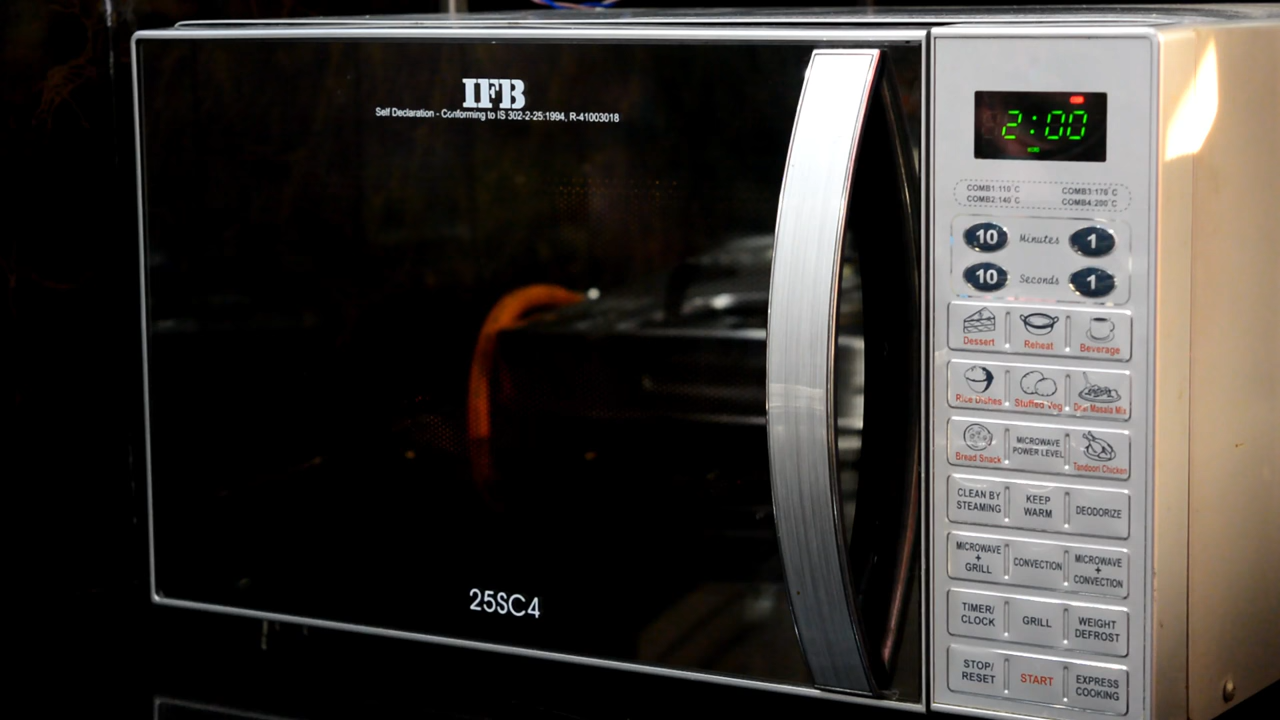 IFB
Self Declaration - Conforming to IS 302-2-25:1994, R-41003018
25SC4
2:00
COMB1:110°C COMB3:170°C
COMB2:140°C COMB4:200°C
10 Minutes 1
10 Seconds 1
Dessert Reheat Beverage
Rice Dishes Stuffed Veg Dear Masala Mix
Bread Snack MICROWAVE POWER LEVEL Tandoori Chicken
CLEAN BY STEAMING KEEP WARM DEODORIZE
MICROWAVE + GRILL CONVECTION MICROWAVE + CONVECTION
TIMER/CLOCK GRILL WEIGHT DEFROST
STOP/RESET START EXPRESS COOKING